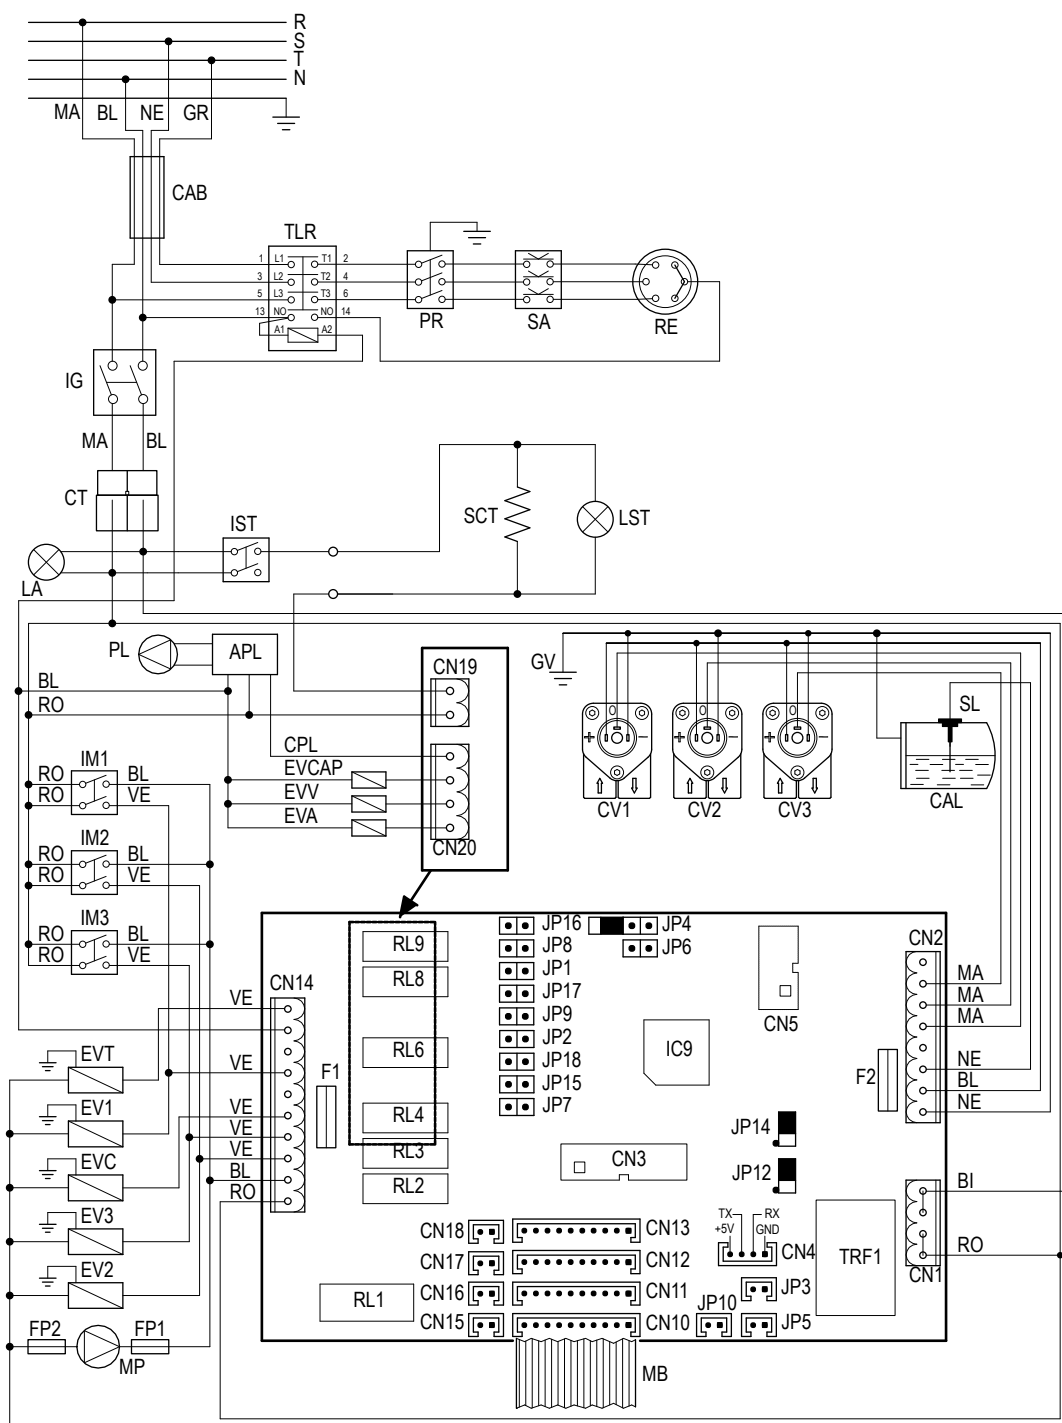 R
S
T
N
MA BL NE GR
CAB
TLR
1 L1 T1 2
3 L2 T2 4
5 L3 T3 6
13 NO NO 14
A1 A2
PR
SA
RE
IG
MA BL
CT
IST
SCT
LST
LA
PL
APL
BL
RO
CN19
CPL
EVCAP
EVV
EVA
CN20
GV
SL
+ 0 −
+ 0 −
+ 0 −
CV1
CV2
CV3
CAL
IM1
RO BL
RO VE
IM2
RO BL
RO VE
IM3
RO BL
RO VE
CN14
VE
VE
VE
VE
VE
BL
RO
EVT
EV1
EVC
EV3
EV2
FP2
FP1
MP
F1
RL9
RL8
RL6
RL4
RL3
RL2
RL1
JP16
JP8
JP1
JP17
JP9
JP2
JP18
JP15
JP7
JP4
JP6
CN5
IC9
CN2
MA
MA
MA
NE
BL
NE
F2
JP14
JP12
CN3
TX RX
+5V GND
CN4
TRF1
BI
RO
CN1
CN18
CN17
CN16
CN15
CN13
CN12
CN11
CN10
JP3
JP10
JP5
MB